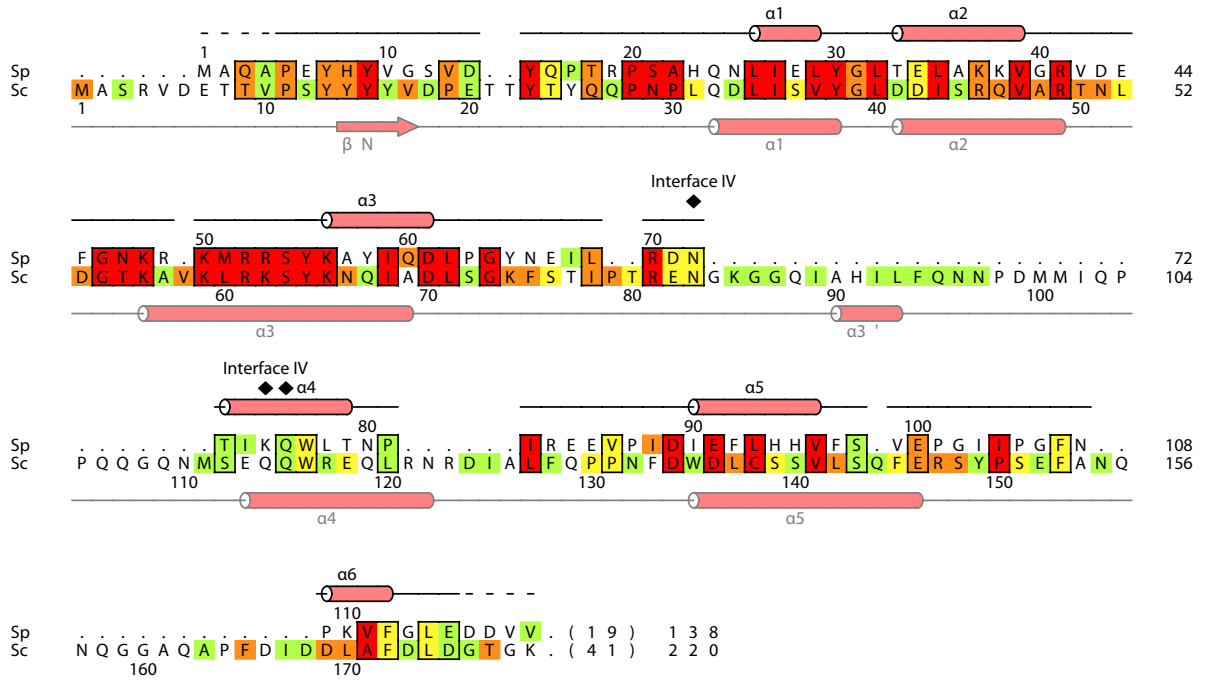 α1 α2
1 10 20 30 40
Sp . . . . . . M A Q A P E Y H Y V G S V D . . Y Q P T R P S A H Q N L I E L Y G L T E L A K K V G R V D E 44
Sc M A S R V D E T T V P S Y Y Y Y V D P E T T Y T Y Q Q P N P L Q D L I S V Y G L D D I S R Q V A R T N L 52
1 10 20 30 40 50
β N α1 α2
Interface IV
α3
50 60 70
Sp F G N K R . K M R R S Y K A Y I Q D L P G Y N E I L . . R D N . . . . . . . . . . . . . . . . . . . . . 72
Sc D G T K A V K L R K S Y K N Q I A D L S G K F S T I P T R E N G K G G Q I A H I L F Q N N P D M M I Q P 104
60 70 80 90 100
α3 α3 '
Interface IV
α4 α5
80 90 100
Sp . . . . . . . T I K Q W L T N P . . . . . . I R E E V P I D I E F L H H V F S . V E P G I I P G F N . . 108
Sc P Q Q G Q N M S E Q Q W R E Q L R N R D I A L F Q P P N F D W D L C S S V L S Q F E R S Y P S E F A N Q 156
110 120 130 140 150
α4 α5
α6
110
Sp . . . . . . . . . . . . P K V F G L E D D V V . ( 1 9 ) 1 3 8
Sc N Q G G A Q A P F D I D D L A F D L D G T G K . ( 4 1 ) 2 2 0
160 170